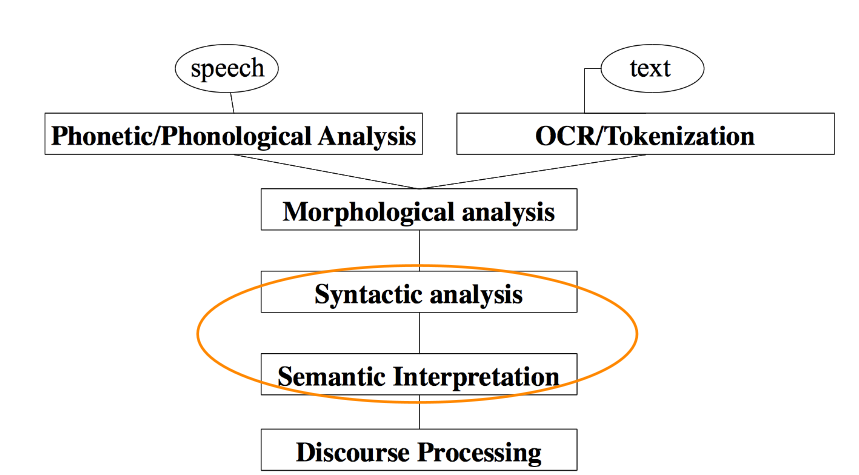 speech
text
Phonetic/Phonological Analysis
OCR/Tokenization
Morphological analysis
Syntactic analysis
Semantic Interpretation
Discourse Processing